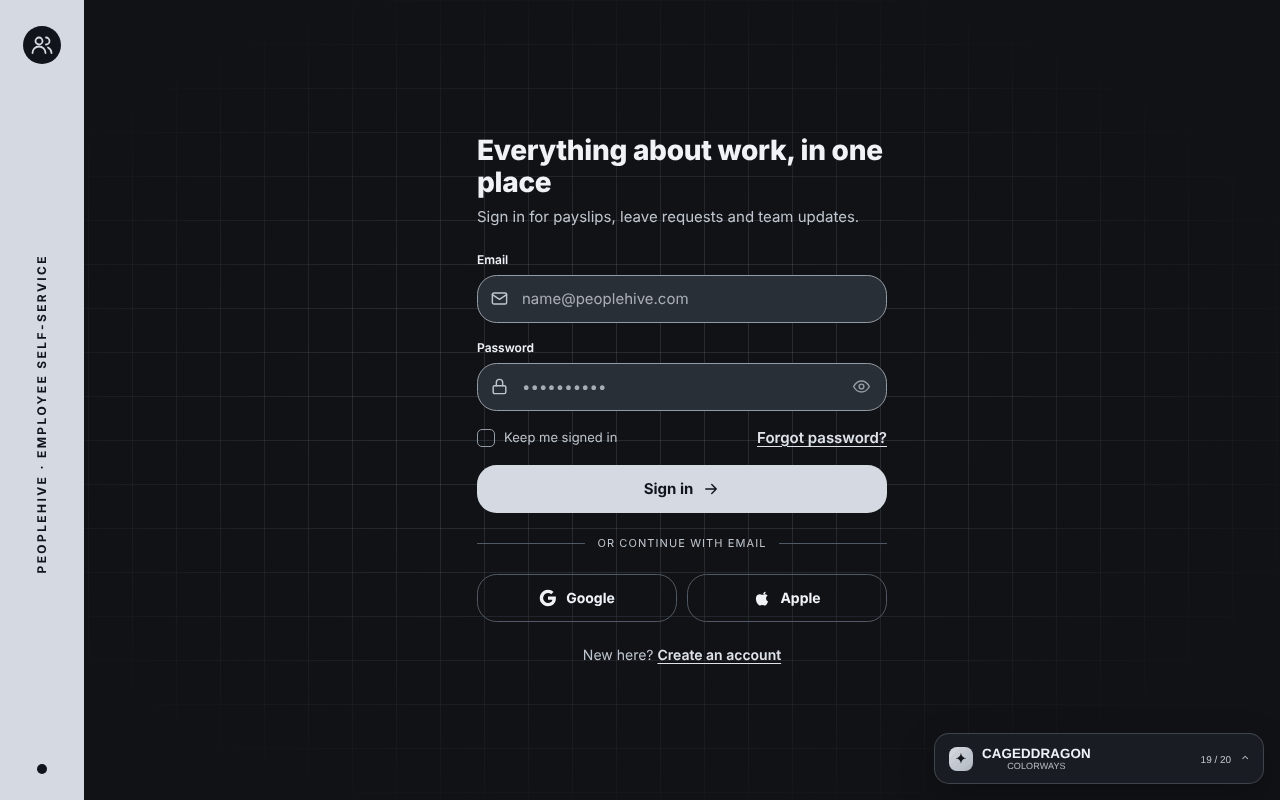 PEOPLEHIVE · EMPLOYEE SELF-SERVICE
Everything about work, in one
place
Sign in for payslips, leave requests and team updates.
Email
name@peoplehive.com
Password
••••••••••
Keep me signed in
Forgot password?
Sign in →
OR CONTINUE WITH EMAIL
Google
Apple
New here? Create an account
CAGEDDRAGON
COLORWAYS
19 / 20